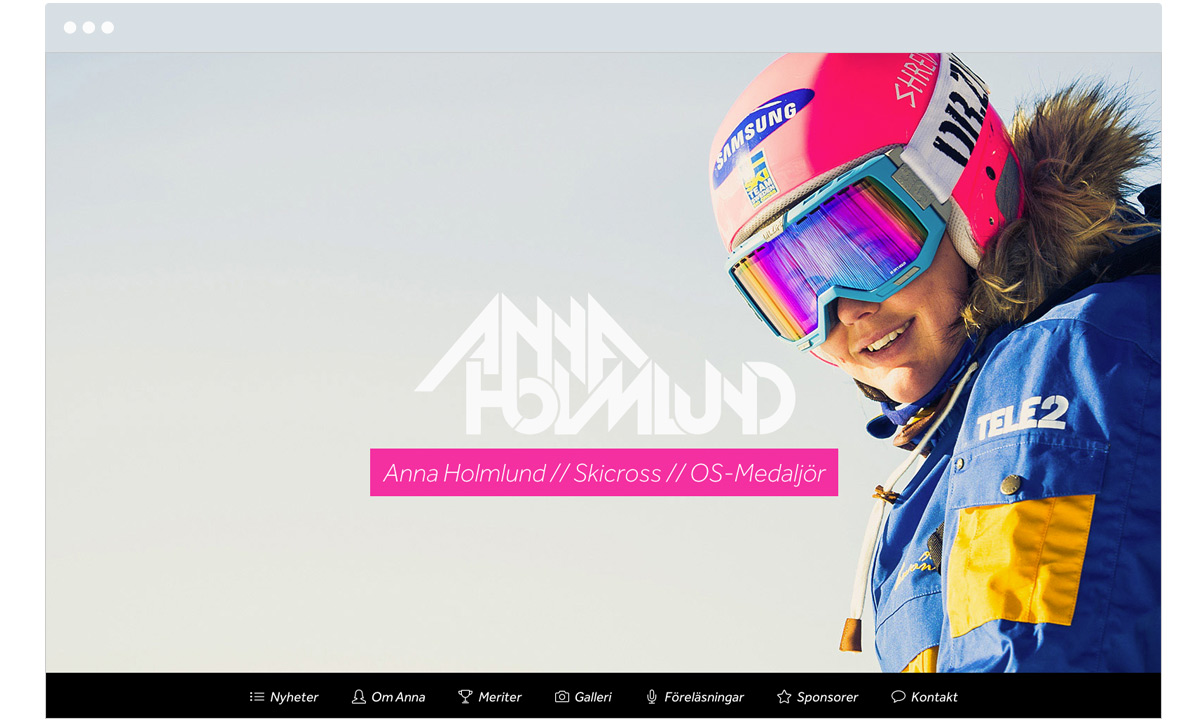 SHRED
DR.Z
SAMSUNG
SKI
TEAM
ANNA
HOLMLUND
TELE2
Anna Holmlund // Skicross // OS-Medaljör
Nyheter Om Anna Meriter Galleri Föreläsningar Sponsorer Kontakt